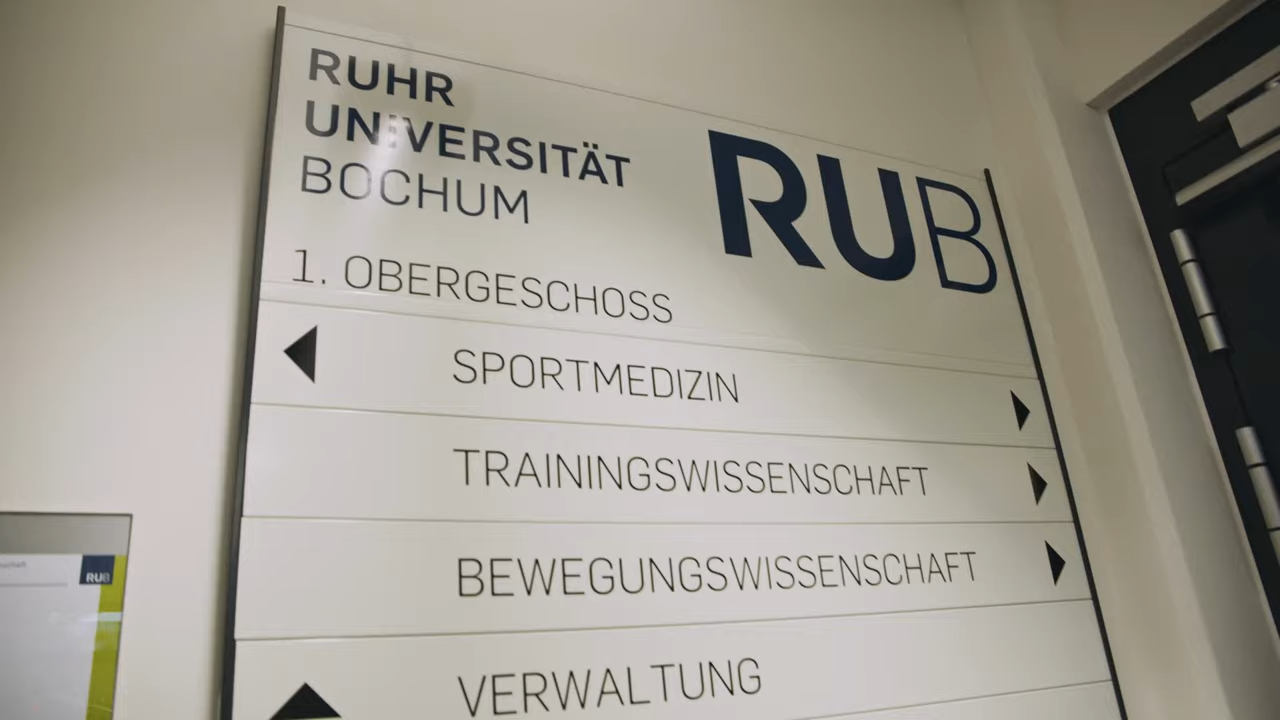 RUHR
UNIVERSITÄT
BOCHUM
RUB
1. OBERGESCHOSS
SPORTMEDIZIN
TRAININGSWISSENSCHAFT
BEWEGUNGSWISSENSCHAFT
VERWALTUNG
RUB